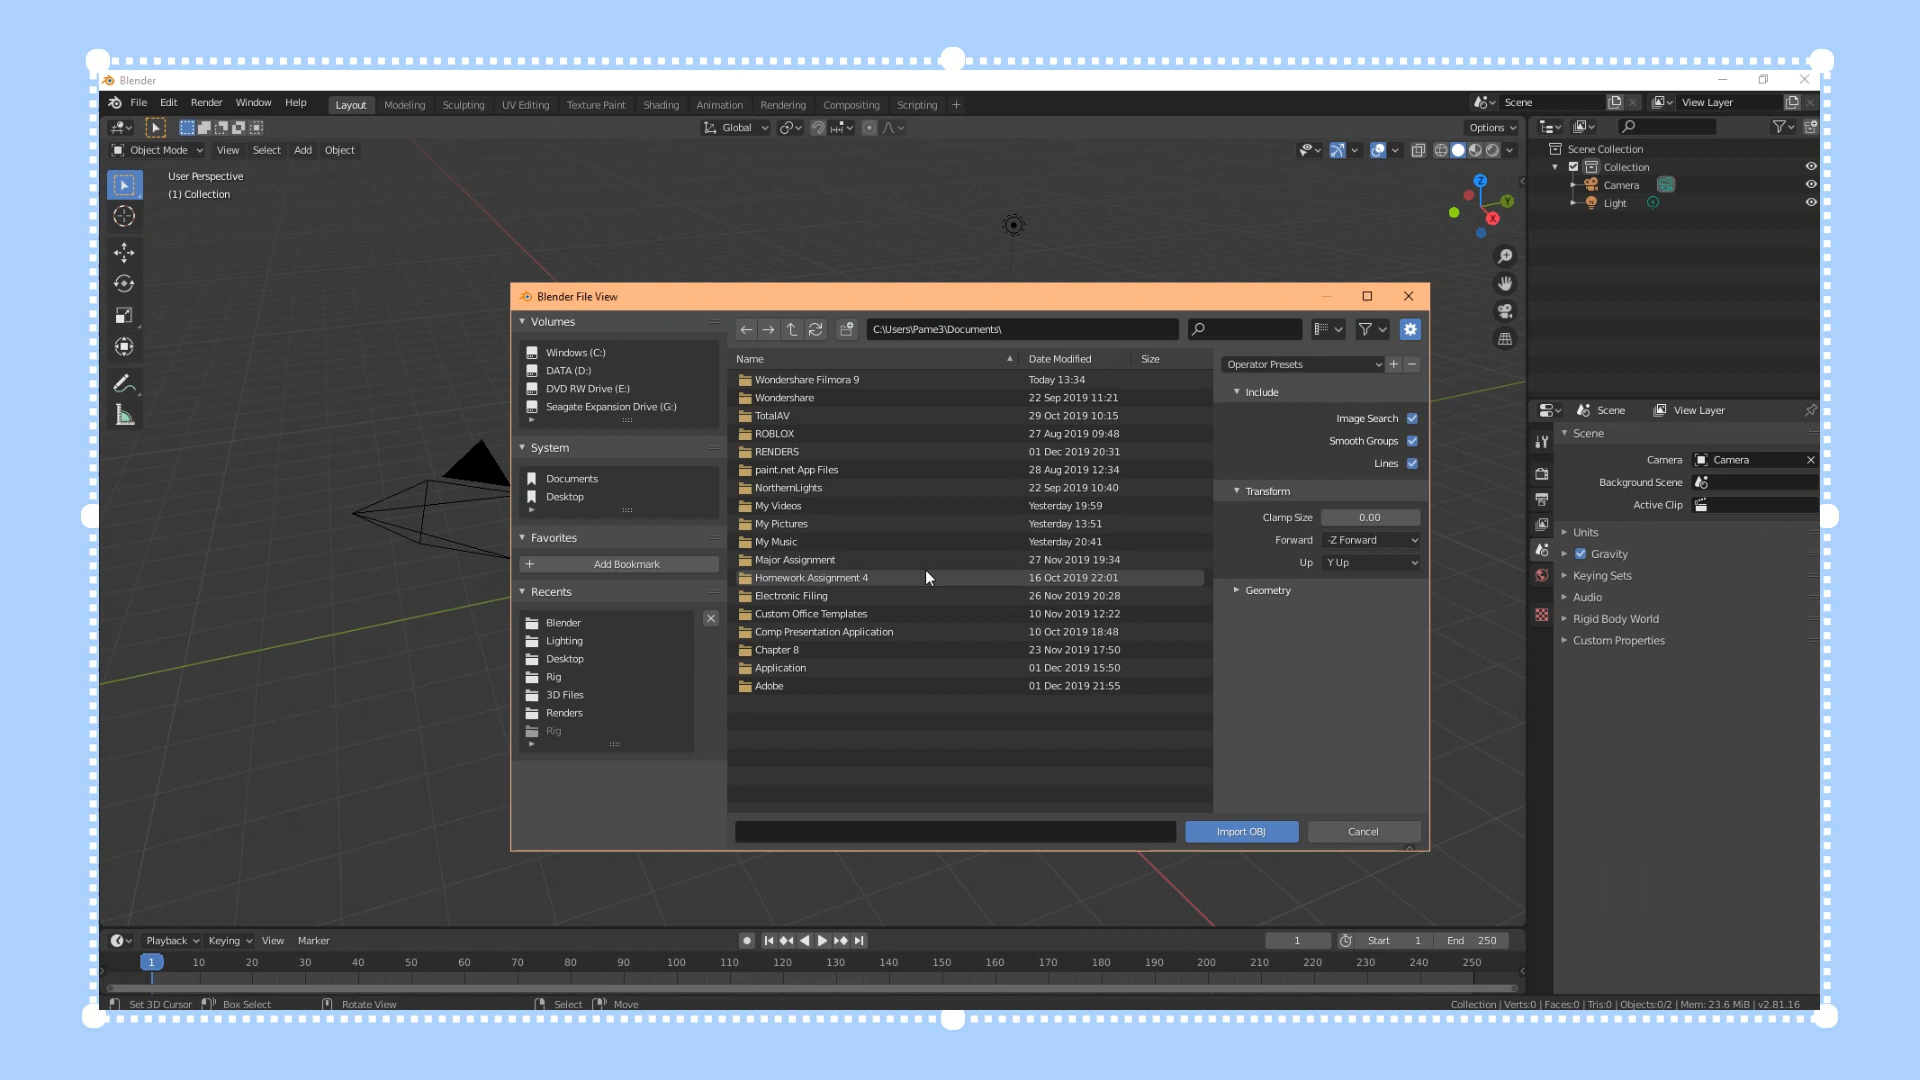 Blender
File Edit Render Window Help Layout Modeling Sculpting UV Editing Texture Paint Shading Animation Rendering Compositing Scripting + Scene View Layer
Global Options
Object Mode View Select Add Object
User Perspective
(1) Collection
Z
Y
X
Scene Collection
Collection
Camera
Light
Blender File View
Volumes
Windows (C:)
DATA (D:)
DVD RW Drive (E:)
Seagate Expansion Drive (G:)
System
Documents
Desktop
Favorites
Add Bookmark
Recents
Blender
Lighting
Desktop
Rig
3D Files
Renders
Rig
C:\Users\Pame3\Documents\
Name Date Modified Size
Wondershare Filmora 9 Today 13:34
Wondershare 22 Sep 2019 11:21
TotalAV 29 Oct 2019 10:15
ROBLOX 27 Aug 2019 09:48
RENDERS 01 Dec 2019 20:31
paint.net App Files 28 Aug 2019 12:34
NorthernLights 22 Sep 2019 10:40
My Videos Yesterday 19:59
My Pictures Yesterday 13:51
My Music Yesterday 20:41
Major Assignment 27 Nov 2019 19:34
Homework Assignment 4 16 Oct 2019 22:01
Electronic Filing 26 Nov 2019 20:28
Custom Office Templates 10 Nov 2019 12:22
Comp Presentation Application 10 Oct 2019 18:48
Chapter 8 23 Nov 2019 17:50
Application 01 Dec 2019 15:50
Adobe 01 Dec 2019 21:55
Operator Presets
Include
Image Search
Smooth Groups
Lines
Transform
Clamp Size 0.00
Forward -Z Forward
Up Y Up
Geometry
Import OBJ Cancel
Scene View Layer
Scene
Camera Camera
Background Scene
Active Clip
Units
Gravity
Keying Sets
Audio
Rigid Body World
Custom Properties
Playback Keying View Marker 1 Start 1 End 250
1 10 20 30 40 50 60 70 80 90 100 110 120 130 140 150 160 170 180 190 200 210 220 230 240 250
Set 3D Cursor Box Select Rotate View Select Move Collection | Verts:0 | Faces:0 | Tris:0 | Objects:0/2 | Mem: 23.6 MiB | v2.81.16